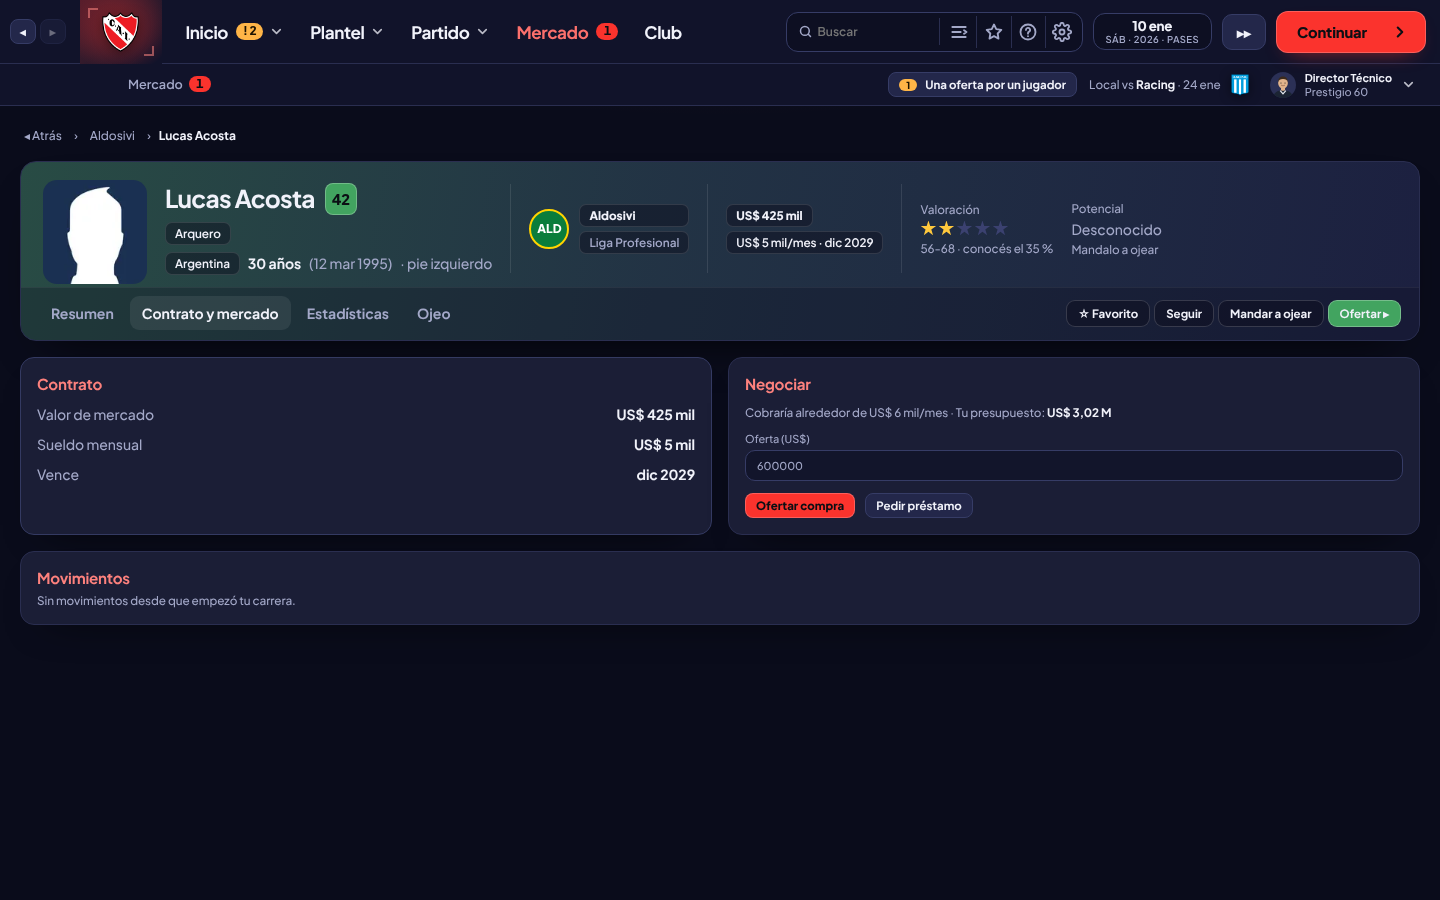 Inicio !2 Plantel Partido Mercado 1 Club Buscar 10 ene Continuar
SÁB · 2026 · PASES
Mercado 1 1 Una oferta por un jugador Local vs Racing · 24 ene Director Técnico
Prestigio 60
Atrás › Aldosivi › Lucas Acosta
Lucas Acosta 42
Arquero
Argentina 30 años (12 mar 1995) · pie izquierdo
ALD
Aldosivi
Liga Profesional
US$ 425 mil
US$ 5 mil/mes · dic 2029
Valoración
56–68 · conocés el 35 %
Potencial
Desconocido
Mandalo a ojear
Resumen Contrato y mercado Estadísticas Ojeo ☆ Favorito Seguir Mandar a ojear Ofertar ▸
Contrato
Valor de mercado US$ 425 mil
Sueldo mensual US$ 5 mil
Vence dic 2029
Negociar
Cobraría alrededor de US$ 6 mil/mes · Tu presupuesto: US$ 3,02 M
Oferta (US$)
600000
Ofertar compra Pedir préstamo
Movimientos
Sin movimientos desde que empezó tu carrera.